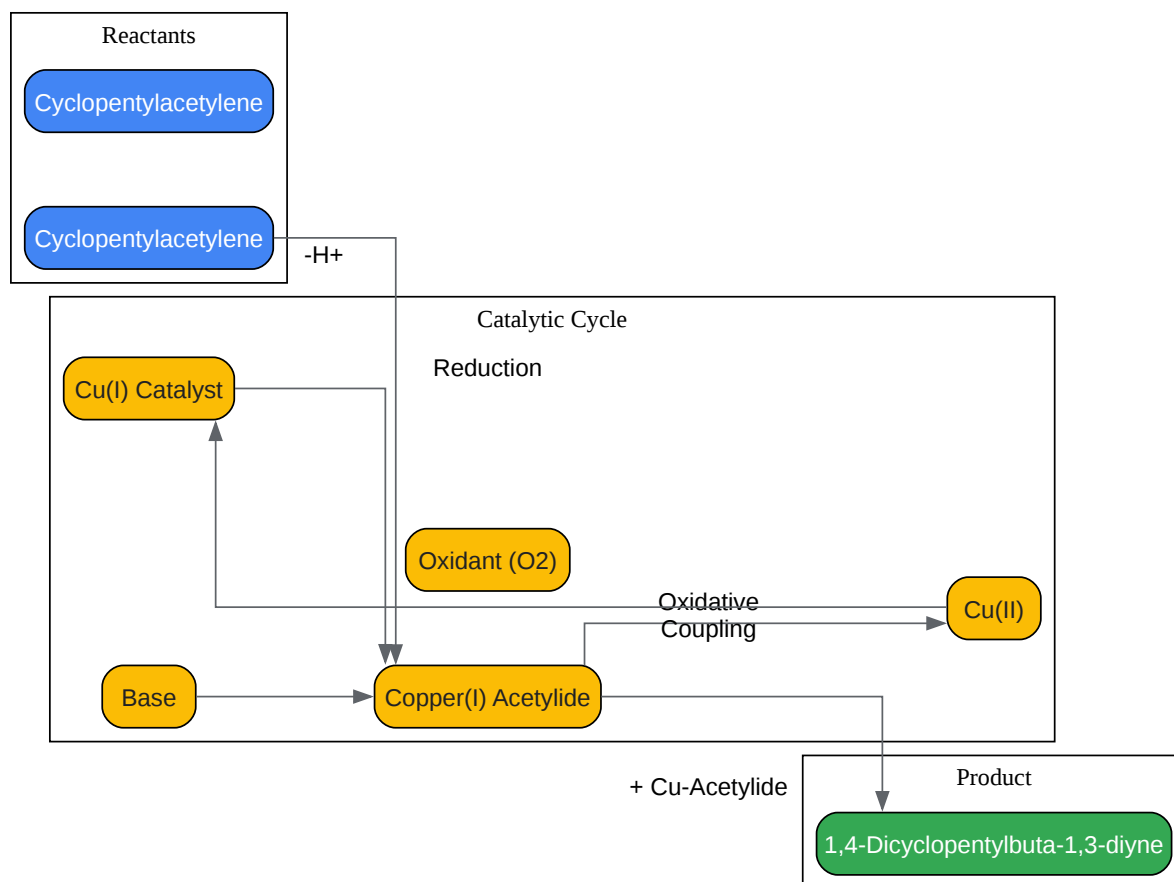 Reactants
Cyclopentylacetylene
Cyclopentylacetylene
-H+
Catalytic Cycle
Reduction
Cu(I) Catalyst
Oxidant (O2)
Oxidative
Coupling
Cu(II)
Base
Copper(I) Acetylide
+ Cu-Acetylide
Product
1,4-Dicyclopentylbuta-1,3-diyne